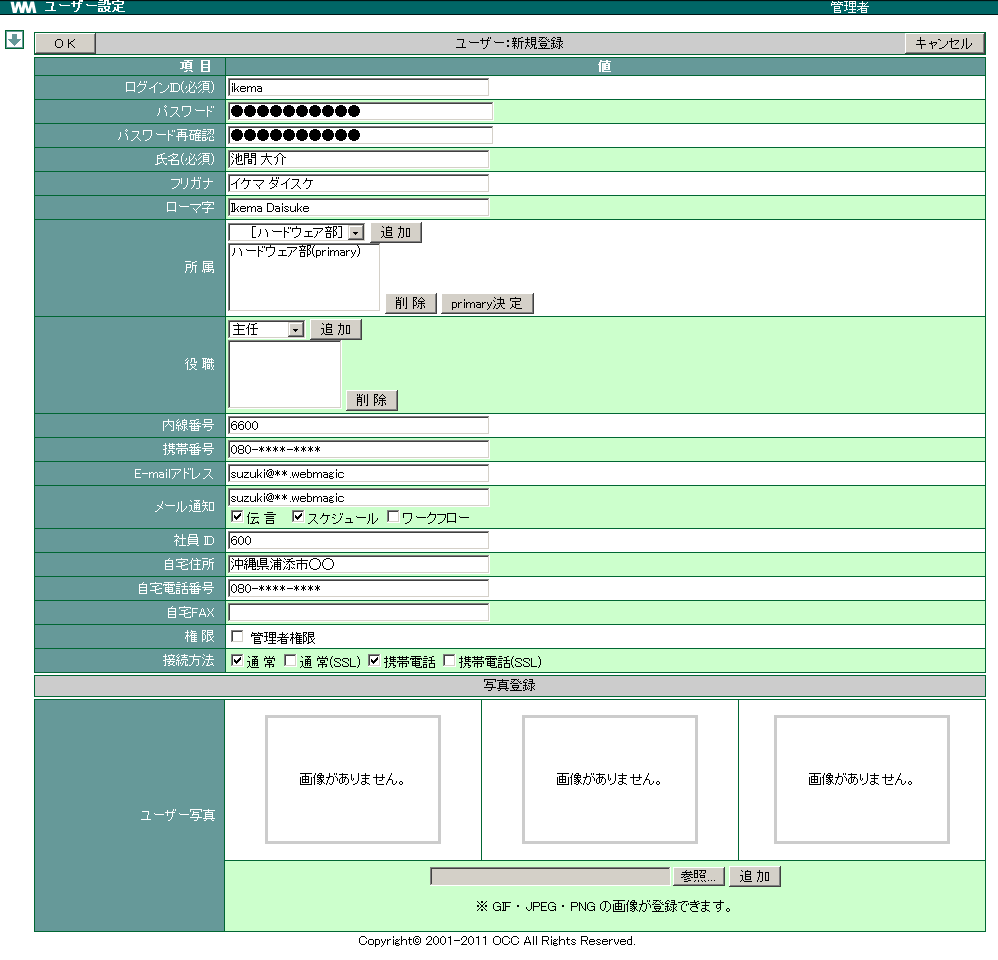 WM ユーザー設定 管理者
OK ユーザー：新規登録 キャンセル
項 目 値
ログインID(必須) ikema
パスワード ●●●●●●●●●●
パスワード再確認 ●●●●●●●●●●
氏名(必須) 池間 大介
フリガナ イケマ ダイスケ
ローマ字 Ikema Daisuke
[ハードウェア部] 追 加
ハードウェア部(primary)
所 属
削 除 primary決 定
主任 追 加
役 職
削 除
内線番号 6600
携帯番号 080-****-****
E-mailアドレス suzuki@**.webmagic
メール通知 suzuki@**.webmagic
伝 言 スケジュール ワークフロー
社員 ID 600
自宅住所 沖縄県浦添市〇〇
自宅電話番号 080-****-****
自宅FAX
権 限 管理者権限
接続方法 通 常 通 常(SSL) 携帯電話 携帯電話(SSL)
写真登録
画像がありません。 画像がありません。 画像がありません。
ユーザー写真
参照... 追 加
※ GIF・JPEG・PNG の画像が登録できます。
Copyright© 2001-2011 OCC All Rights Reserved.